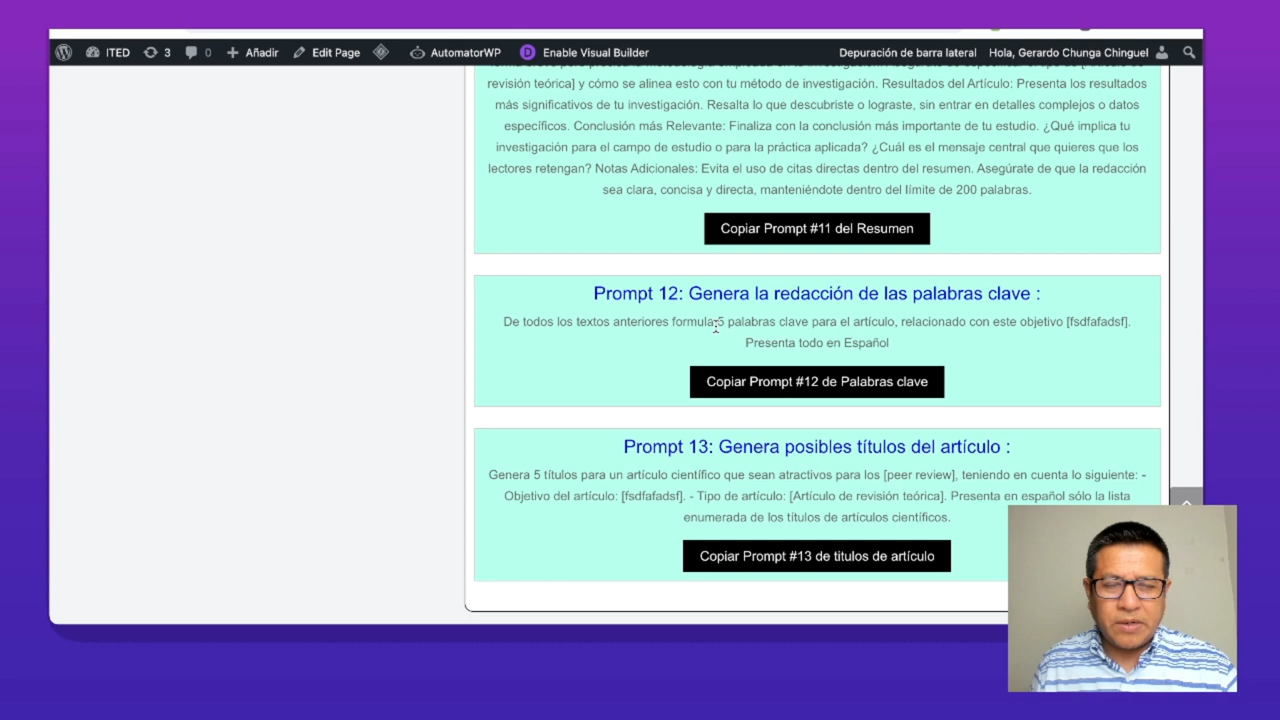 ITED 3 0 Añadir Edit Page AutomatorWP D Enable Visual Builder Depuración de barra lateral Hola, Gerardo Chunga Chinguel
revisión teórica] y cómo se alinea esto con tu método de investigación. Resultados del Artículo: Presenta los resultados
más significativos de tu investigación. Resalta lo que descubriste o lograste, sin entrar en detalles complejos o datos
específicos. Conclusión más Relevante: Finaliza con la conclusión más importante de tu estudio. ¿Qué implica tu
investigación para el campo de estudio o para la práctica aplicada? ¿Cuál es el mensaje central que quieres que los
lectores retengan? Notas Adicionales: Evita el uso de citas directas dentro del resumen. Asegúrate de que la redacción
sea clara, concisa y directa, manteniéndote dentro del límite de 200 palabras.
Copiar Prompt #11 del Resumen
Prompt 12: Genera la redacción de las palabras clave :
De todos los textos anteriores formula 5 palabras clave para el artículo, relacionado con este objetivo [fsdfafadsf].
Presenta todo en Español
Copiar Prompt #12 de Palabras clave
Prompt 13: Genera posibles títulos del artículo :
Genera 5 títulos para un artículo científico que sean atractivos para los [peer review], teniendo en cuenta lo siguiente: -
Objetivo del artículo: [fsdfafadsf]. - Tipo de artículo: [Artículo de revisión teórica]. Presenta en español sólo la lista
enumerada de los títulos de artículos científicos.
Copiar Prompt #13 de titulos de artículo